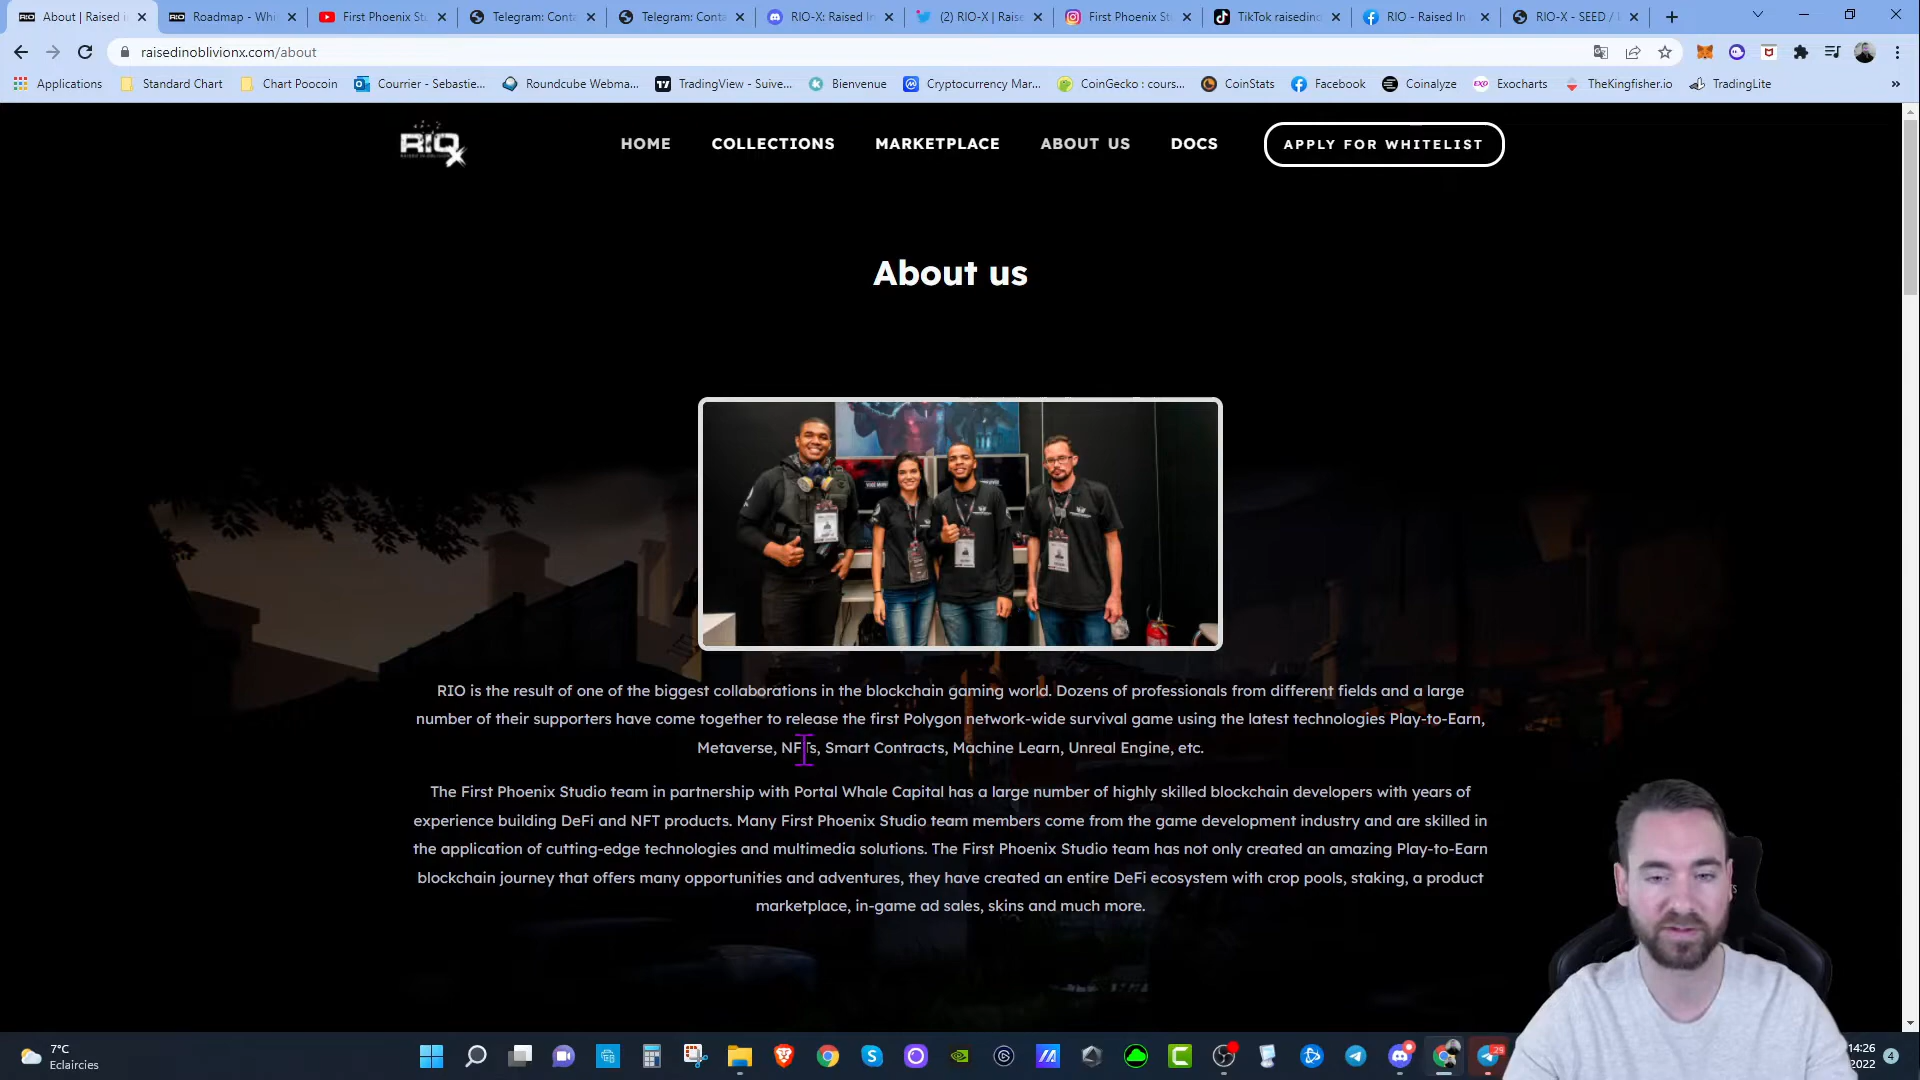 About | Raised i
Roadmap - Whi
First Phoenix St
Telegram: Conta
Telegram: Conta
RIO-X: Raised In
(2) RIO-X | Raise
First Phoenix St
TikTok raisedino
RIO - Raised In
RIO-X - SEED /
raisedinoblivionx.com/about
Applications
Standard Chart
Chart Poocoin
Courrier - Sebastie...
Roundcube Webma...
TradingView - Suive...
Bienvenue
Cryptocurrency Mar...
CoinGecko : cours...
CoinStats
Facebook
Coinalyze
Exocharts
TheKingfisher.io
TradingLite
»
RIO
X
HOME
COLLECTIONS
MARKETPLACE
ABOUT US
DOCS
APPLY FOR WHITELIST
About us
RIO is the result of one of the biggest collaborations in the blockchain gaming world. Dozens of professionals from different fields and a large
number of their supporters have come together to release the first Polygon network-wide survival game using the latest technologies Play-to-Earn,
Metaverse, NFTs, Smart Contracts, Machine Learn, Unreal Engine, etc.
The First Phoenix Studio team in partnership with Portal Whale Capital has a large number of highly skilled blockchain developers with years of
experience building DeFi and NFT products. Many First Phoenix Studio team members come from the game development industry and are skilled in
the application of cutting-edge technologies and multimedia solutions. The First Phoenix Studio team has not only created an amazing Play-to-Earn
blockchain journey that offers many opportunities and adventures, they have created an entire DeFi ecosystem with crop pools, staking, a product
marketplace, in-game ad sales, skins and much more.
7°C
Eclaircies
29
14:26
2022
4